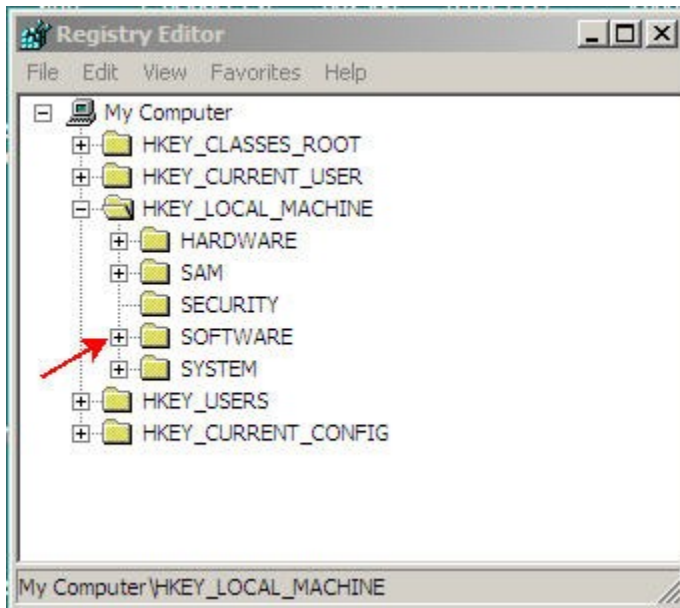 Registry Editor
File Edit View Favorites Help
My Computer
HKEY_CLASSES_ROOT
HKEY_CURRENT_USER
HKEY_LOCAL_MACHINE
HARDWARE
SAM
SECURITY
SOFTWARE
SYSTEM
HKEY_USERS
HKEY_CURRENT_CONFIG
My Computer\HKEY_LOCAL_MACHINE